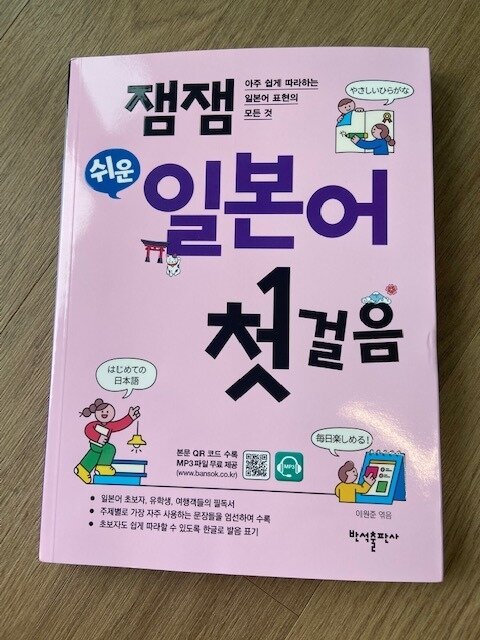 잼잼
아주 쉽게 따라하는
일본어 표현의
모든 것
やさしいひらがな
쉬운
일본어
첫걸음
はじめての
日本語
毎日楽しめる!
본문 QR 코드 수록
MP3파일 무료 제공
(www.bansok.co.kr)
MP3
• 일본어 초보자, 유학생, 여행객들의 필독서
• 주제별로 가장 자주 사용하는 문장들을 엄선하여 수록
• 초보자도 쉽게 따라할 수 있도록 한글로 발음 표기
이원준 엮음
반석출판사